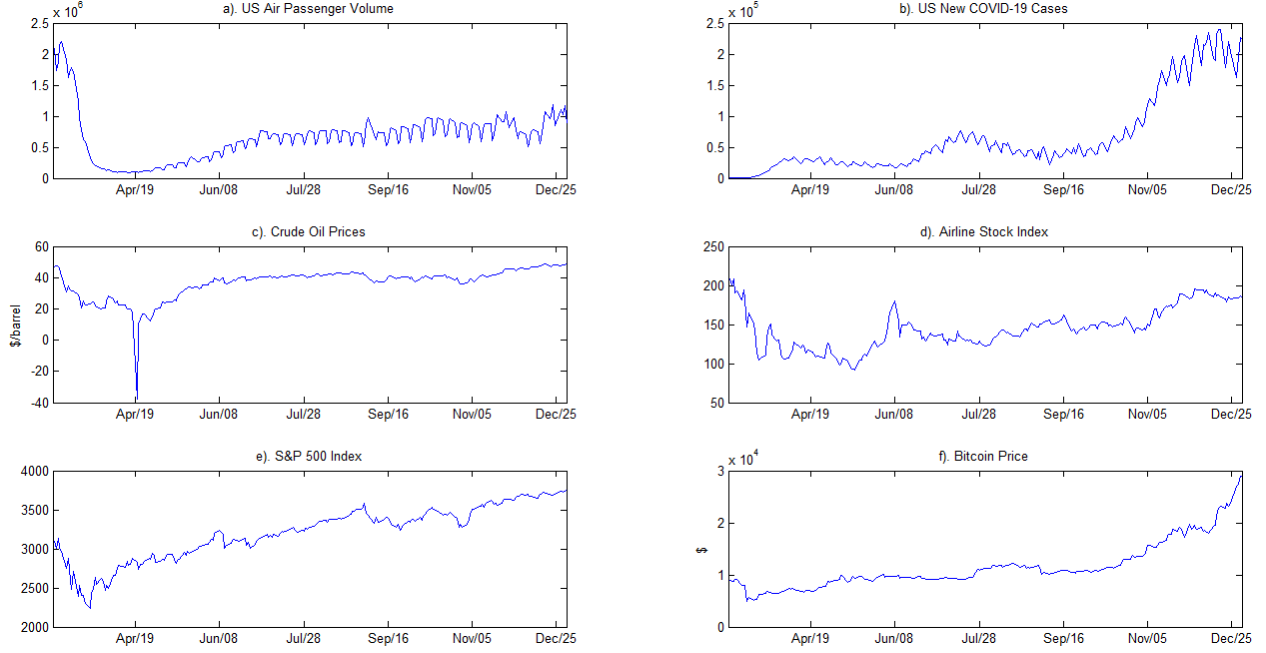 a). US Air Passenger Volume
x 10^6
2.5
2
1.5
1
0.5
0
Apr/19 Jun/08 Jul/28 Sep/16 Nov/05 Dec/25
b). US New COVID-19 Cases
x 10^5
2.5
2
1.5
1
0.5
0
Apr/19 Jun/08 Jul/28 Sep/16 Nov/05 Dec/25
c). Crude Oil Prices
$/barrel
60
40
20
0
-20
-40
Apr/19 Jun/08 Jul/28 Sep/16 Nov/05 Dec/25
d). Airline Stock Index
250
200
150
100
50
Apr/19 Jun/08 Jul/28 Sep/16 Nov/05 Dec/25
e). S&P 500 Index
4000
3500
3000
2500
2000
Apr/19 Jun/08 Jul/28 Sep/16 Nov/05 Dec/25
f). Bitcoin Price
x 10^4
$
3
2
1
0
Apr/19 Jun/08 Jul/28 Sep/16 Nov/05 Dec/25